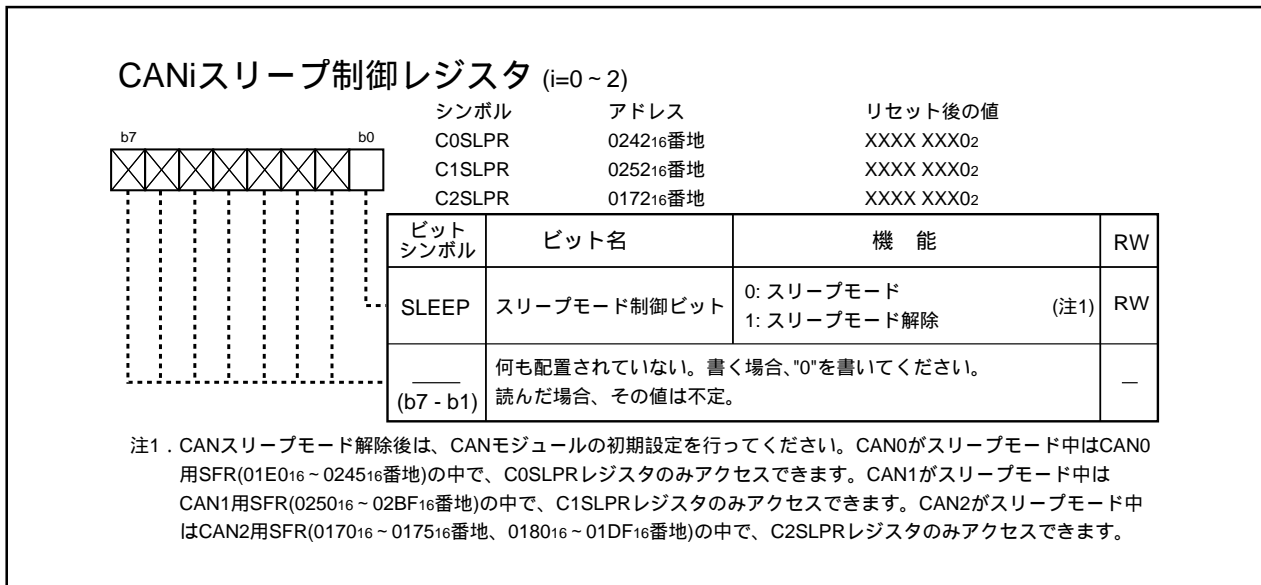 CANiスリープ制御レジスタ (i=0 ~ 2)
シンボル アドレス リセット後の値
C0SLPR 024216番地 XXXX XXX02
C1SLPR 025216番地 XXXX XXX02
C2SLPR 017216番地 XXXX XXX02
b7 b0
ビットシンボル ビット名 機 能 RW
SLEEP スリープモード制御ビット 0: スリープモード (注1) RW
1: スリープモード解除
(b7 - b1) 何も配置されていない。書く場合、"0"を書いてください。 —
読んだ場合、その値は不定。
注1．CANスリープモード解除後は、CANモジュールの初期設定を行ってください。CAN0がスリープモード中はCAN0
用SFR(01E016 ~ 024516番地)の中で、C0SLPRレジスタのみアクセスできます。CAN1がスリープモード中は
CAN1用SFR(025016 ~ 02BF16番地)の中で、C1SLPRレジスタのみアクセスできます。CAN2がスリープモード中
はCAN2用SFR(017016 ~ 017516番地、018016 ~ 01DF16番地)の中で、C2SLPRレジスタのみアクセスできます。